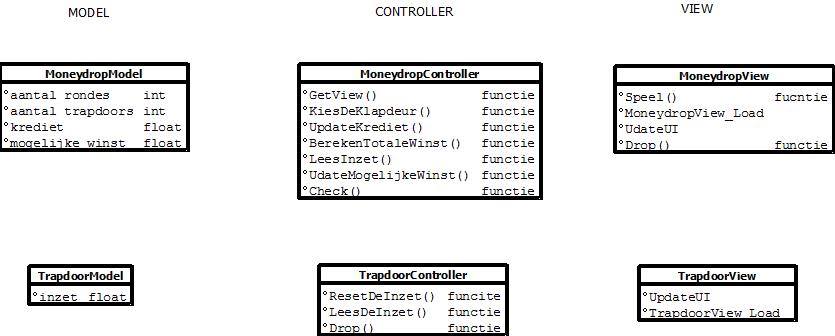 MODEL CONTROLLER VIEW
MoneydropModel
°aantal rondes int
°aantal trapdoors int
°krediet float
°mogelijke winst float
MoneydropController
°GetView() functie
°KiesDeKlapdeur() functie
°UpdateKrediet() functie
°BerekenTotaleWinst() functie
°LeesInzet() functie
°UdateMogelijkeWinst() functie
°Check() functie
MoneydropView
°Speel() fucntie
°MoneydropView_Load
°UdateUI
°Drop() functie
TrapdoorModel
°inzet float
TrapdoorController
°ResetDeInzet() funcite
°LeesDeInzet() functie
°Drop() functie
TrapdoorView
°UpdateUI
°TrapdoorView Load